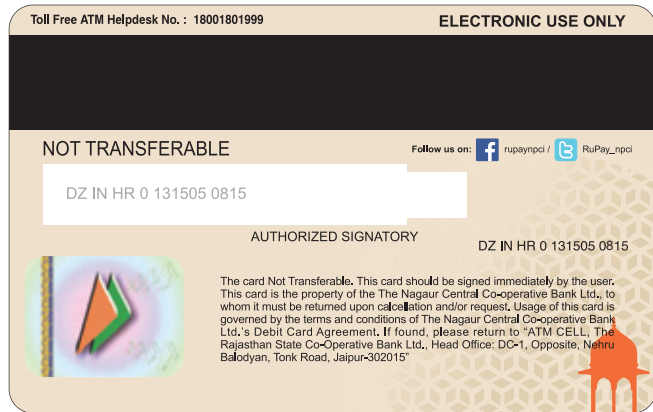 Toll Free ATM Helpdesk No. : 18001801999 ELECTRONIC USE ONLY
NOT TRANSFERABLE Follow us on: rupaynpci / RuPay_npci
DZ IN HR 0 131505 0815
AUTHORIZED SIGNATORY
DZ IN HR 0 131505 0815
The card Not Transferable. This card should be signed immediately by the user.
This card is the property of the The Nagaur Central Co-operative Bank Ltd., to
whom it must be returned upon calcellation and/or request. Usage of this card is
governed by the terms and conditions of The Nagaur Central Co-operative Bank
Ltd.'s Debit Card Agreement. If found, please return to “ATM CELL, The
Rajasthan State Co-Operative Bank Ltd., Head Office: DC-1, Opposite, Nehru
Balodyan, Tonk Road, Jaipur-302015”